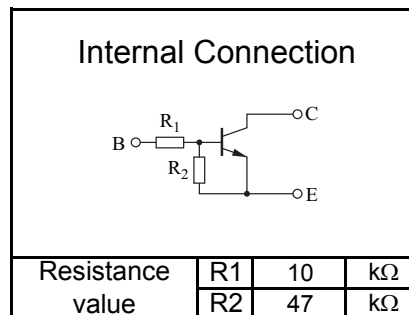 Internal Connection
C
R1
B
R2
E
Resistance value R1 10 kΩ
R2 47 kΩ